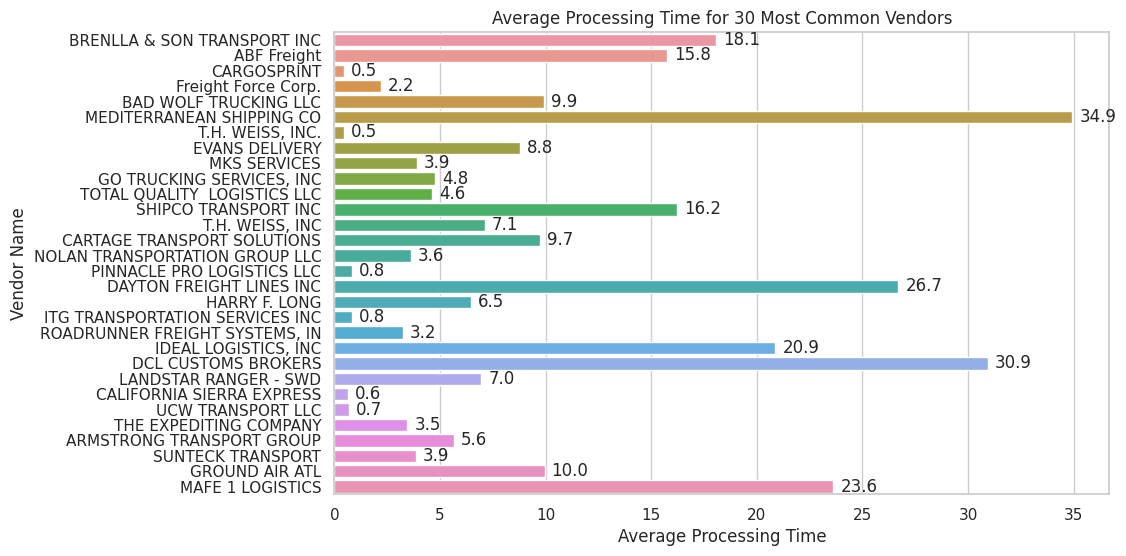 Average Processing Time for 30 Most Common Vendors
BRENLLA & SON TRANSPORT INC 18.1
ABF Freight 15.8
CARGOSPRINT 0.5
Freight Force Corp. 2.2
BAD WOLF TRUCKING LLC 9.9
MEDITERRANEAN SHIPPING CO 34.9
T.H. WEISS, INC. 0.5
EVANS DELIVERY 8.8
MKS SERVICES 3.9
GO TRUCKING SERVICES, INC 4.8
TOTAL QUALITY  LOGISTICS LLC 4.6
SHIPCO TRANSPORT INC 16.2
T.H. WEISS, INC 7.1
CARTAGE TRANSPORT SOLUTIONS 9.7
NOLAN TRANSPORTATION GROUP LLC 3.6
PINNACLE PRO LOGISTICS LLC 0.8
DAYTON FREIGHT LINES INC 26.7
HARRY F. LONG 6.5
ITG TRANSPORTATION SERVICES INC 0.8
ROADRUNNER FREIGHT SYSTEMS, IN 3.2
IDEAL LOGISTICS, INC 20.9
DCL CUSTOMS BROKERS 30.9
LANDSTAR RANGER - SWD 7.0
CALIFORNIA SIERRA EXPRESS 0.6
UCW TRANSPORT LLC 0.7
THE EXPEDITING COMPANY 3.5
ARMSTRONG TRANSPORT GROUP 5.6
SUNTECK TRANSPORT 3.9
GROUND AIR ATL 10.0
MAFE 1 LOGISTICS 23.6
0 5 10 15 20 25 30 35
Average Processing Time
Vendor Name